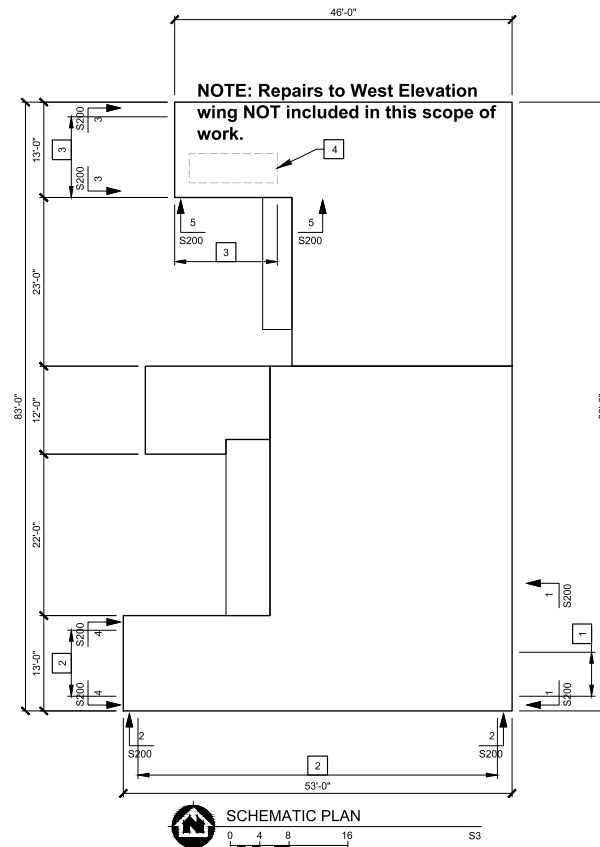 46'-0"
NOTE: Repairs to West Elevation
wing NOT included in this scope of
work.
S200
3
13'-0"
3
4
S200
3
5
S200
5
S200
3
23'-0"
83'-0"
12'-0"
22'-0"
1
S200
S200
4
1
2
13'-0"
S200
4
1
S200
2
S200
2
S200
2
53'-0"
N
SCHEMATIC PLAN
0 4 8 16
S3